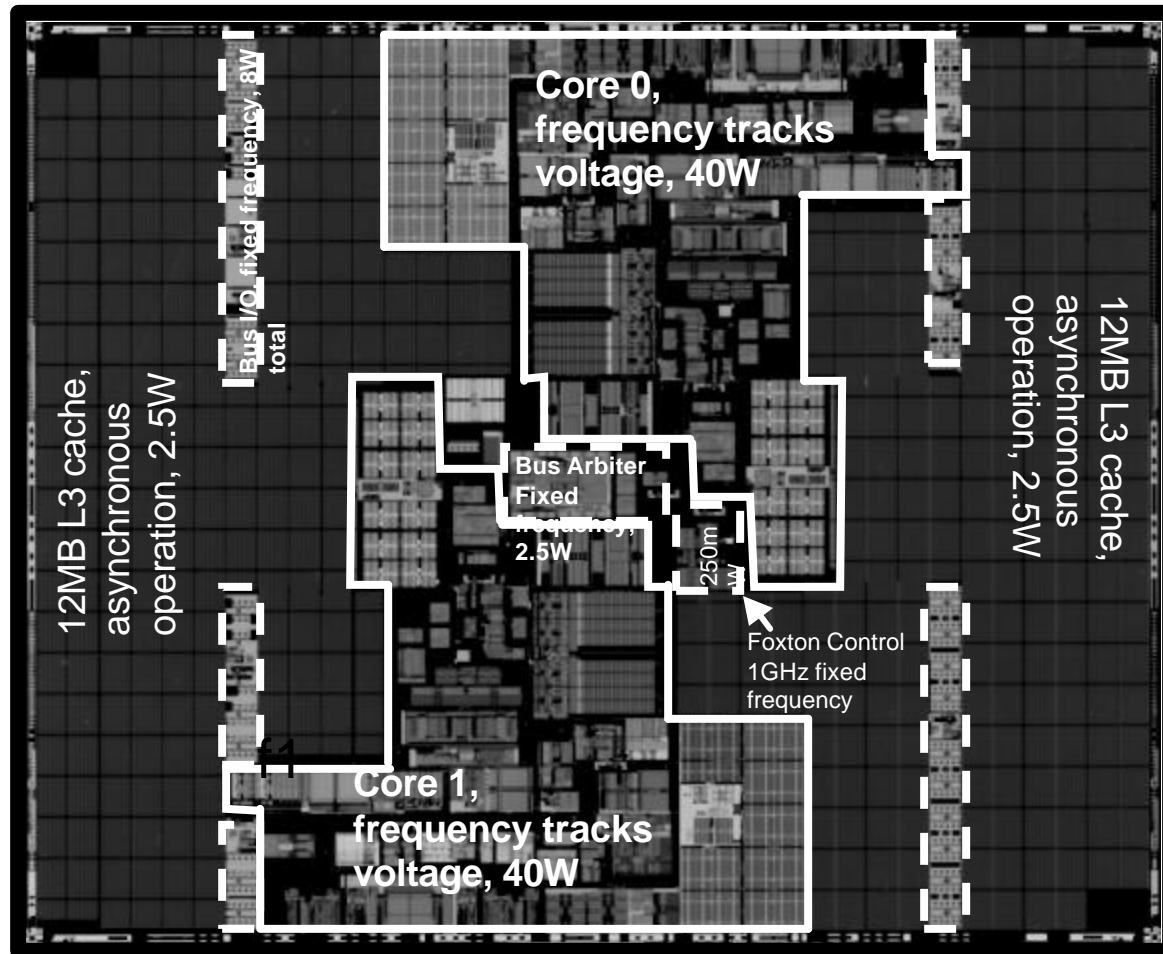 Core 0,
frequency tracks
voltage, 40W
Bus I/O, fixed frequency, 8W
total
12MB L3 cache,
asynchronous
operation, 2.5W
12MB L3 cache,
asynchronous
operation, 2.5W
Bus Arbiter
Fixed
frequency,
2.5W
250m
W
Foxton Control
1GHz fixed
frequency
f1
Core 1,
frequency tracks
voltage, 40W